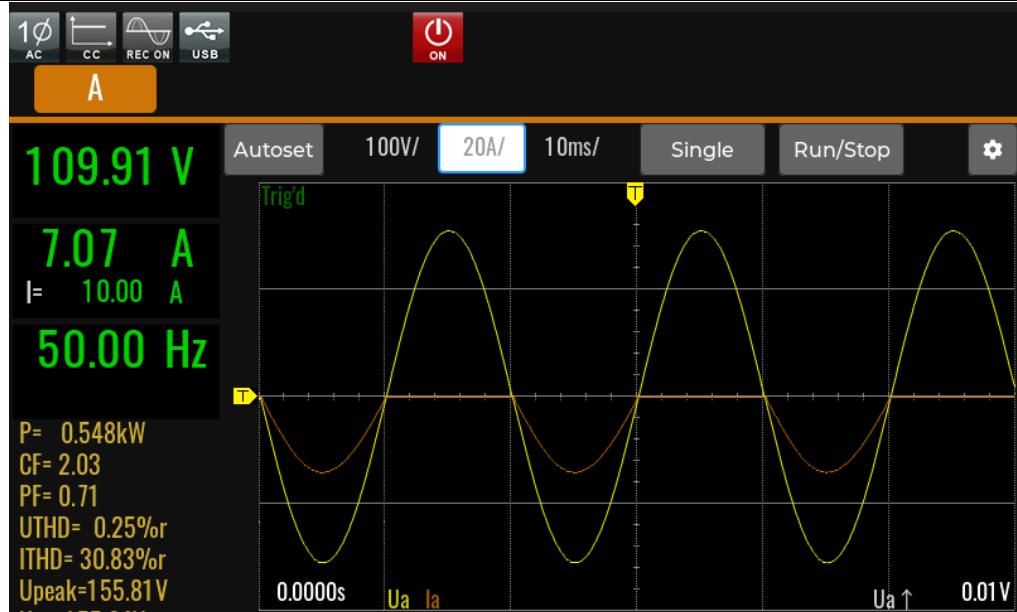 1Ø
AC
CC
REC ON
USB
ON
A
109.91 V
7.07 A
I= 10.00 A
50.00 Hz
P= 0.548kW
CF= 2.03
PF= 0.71
UTHD= 0.25%r
ITHD= 30.83%r
Upeak=155.81V
Autoset
100V/
20A/
10ms/
Single
Run/Stop
Trig'd
T
T
0.0000s
Ua
Ia
Ua↑
0.01V